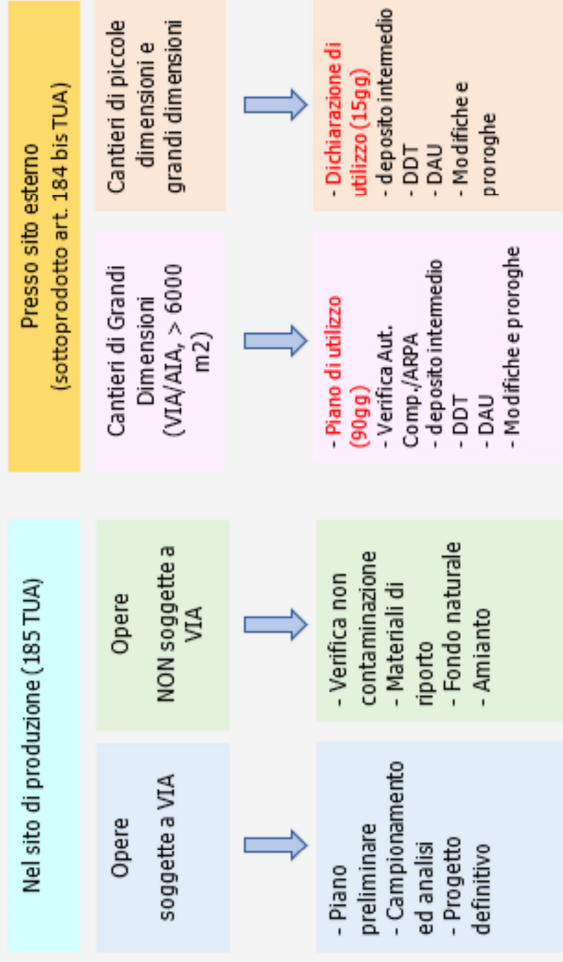 Nel sito di produzione (185 TUA)
Presso sito esterno
(sottoprodotto art. 184 bis TUA)
Opere
soggette a VIA
Opere
NON soggette a
VIA
Cantieri di Grandi
Dimensioni
(VIA/AIA, > 6000
m2)
Cantieri di piccole
dimensioni e
grandi dimensioni
- Piano
preliminare
- Campionamento
ed analisi
- Progetto
definitivo
- Verifica non
contaminazione
- Materiali di
riporto
- Fondo naturale
- Amianto
- Piano di utilizzo
(90gg)
- Verifica Aut.
Comp./ARPA
- deposito intermedio
- DDT
- DAU
- Modifiche e proroghe
- Dichiarazione di
utilizzo (15gg)
- deposito intermedio
- DDT
- DAU
- Modifiche e
proroghe